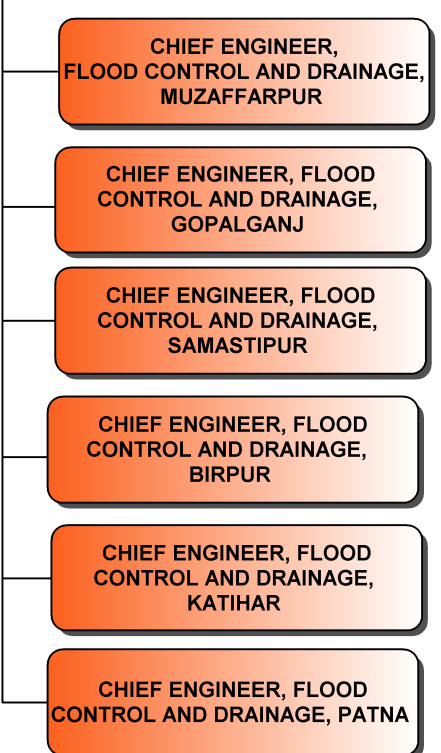 CHIEF ENGINEER,
FLOOD CONTROL AND DRAINAGE,
MUZAFFARPUR
CHIEF ENGINEER, FLOOD
CONTROL AND DRAINAGE,
GOPALGANJ
CHIEF ENGINEER, FLOOD
CONTROL AND DRAINAGE,
SAMASTIPUR
CHIEF ENGINEER, FLOOD
CONTROL AND DRAINAGE,
BIRPUR
CHIEF ENGINEER, FLOOD
CONTROL AND DRAINAGE,
KATIHAR
CHIEF ENGINEER, FLOOD
CONTROL AND DRAINAGE, PATNA